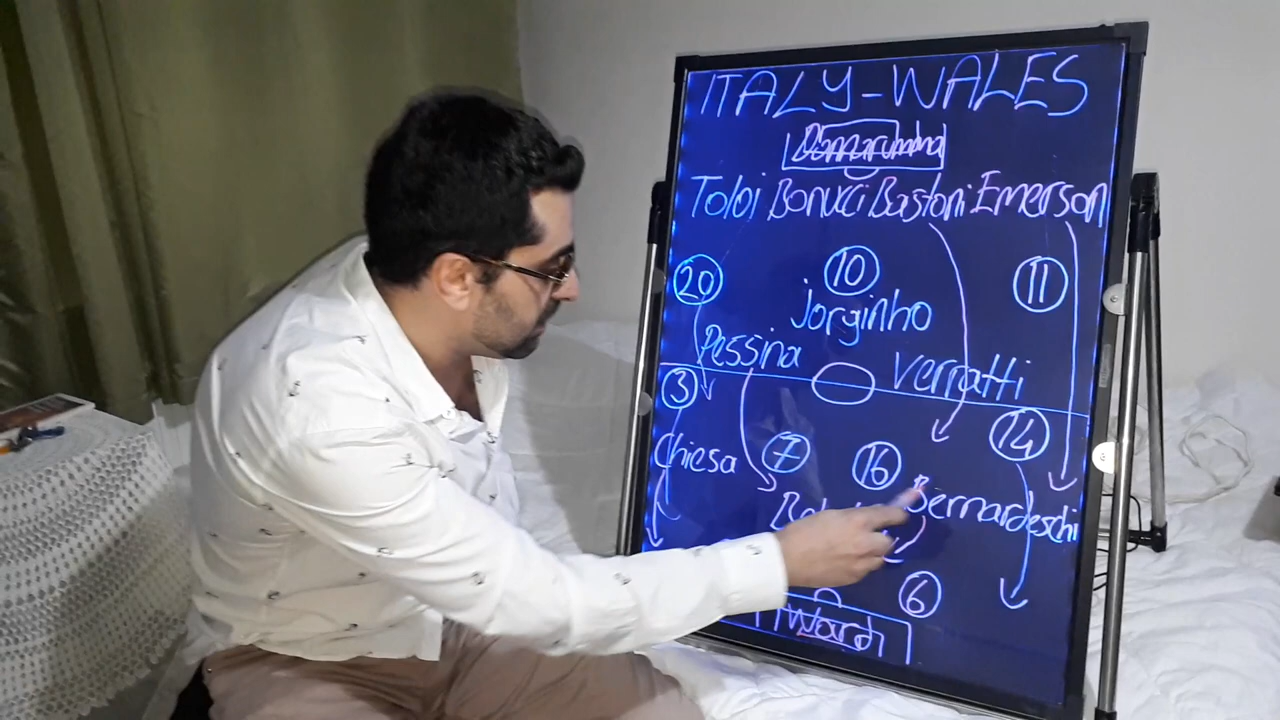 ITALY-WALES
Donnarumma
Toloi Bonucci Bastoni Emerson
20 10 11
Jorginho
Pessina Verratti
3 14
Chiesa 7 16
Bernardeschi
6
Ward